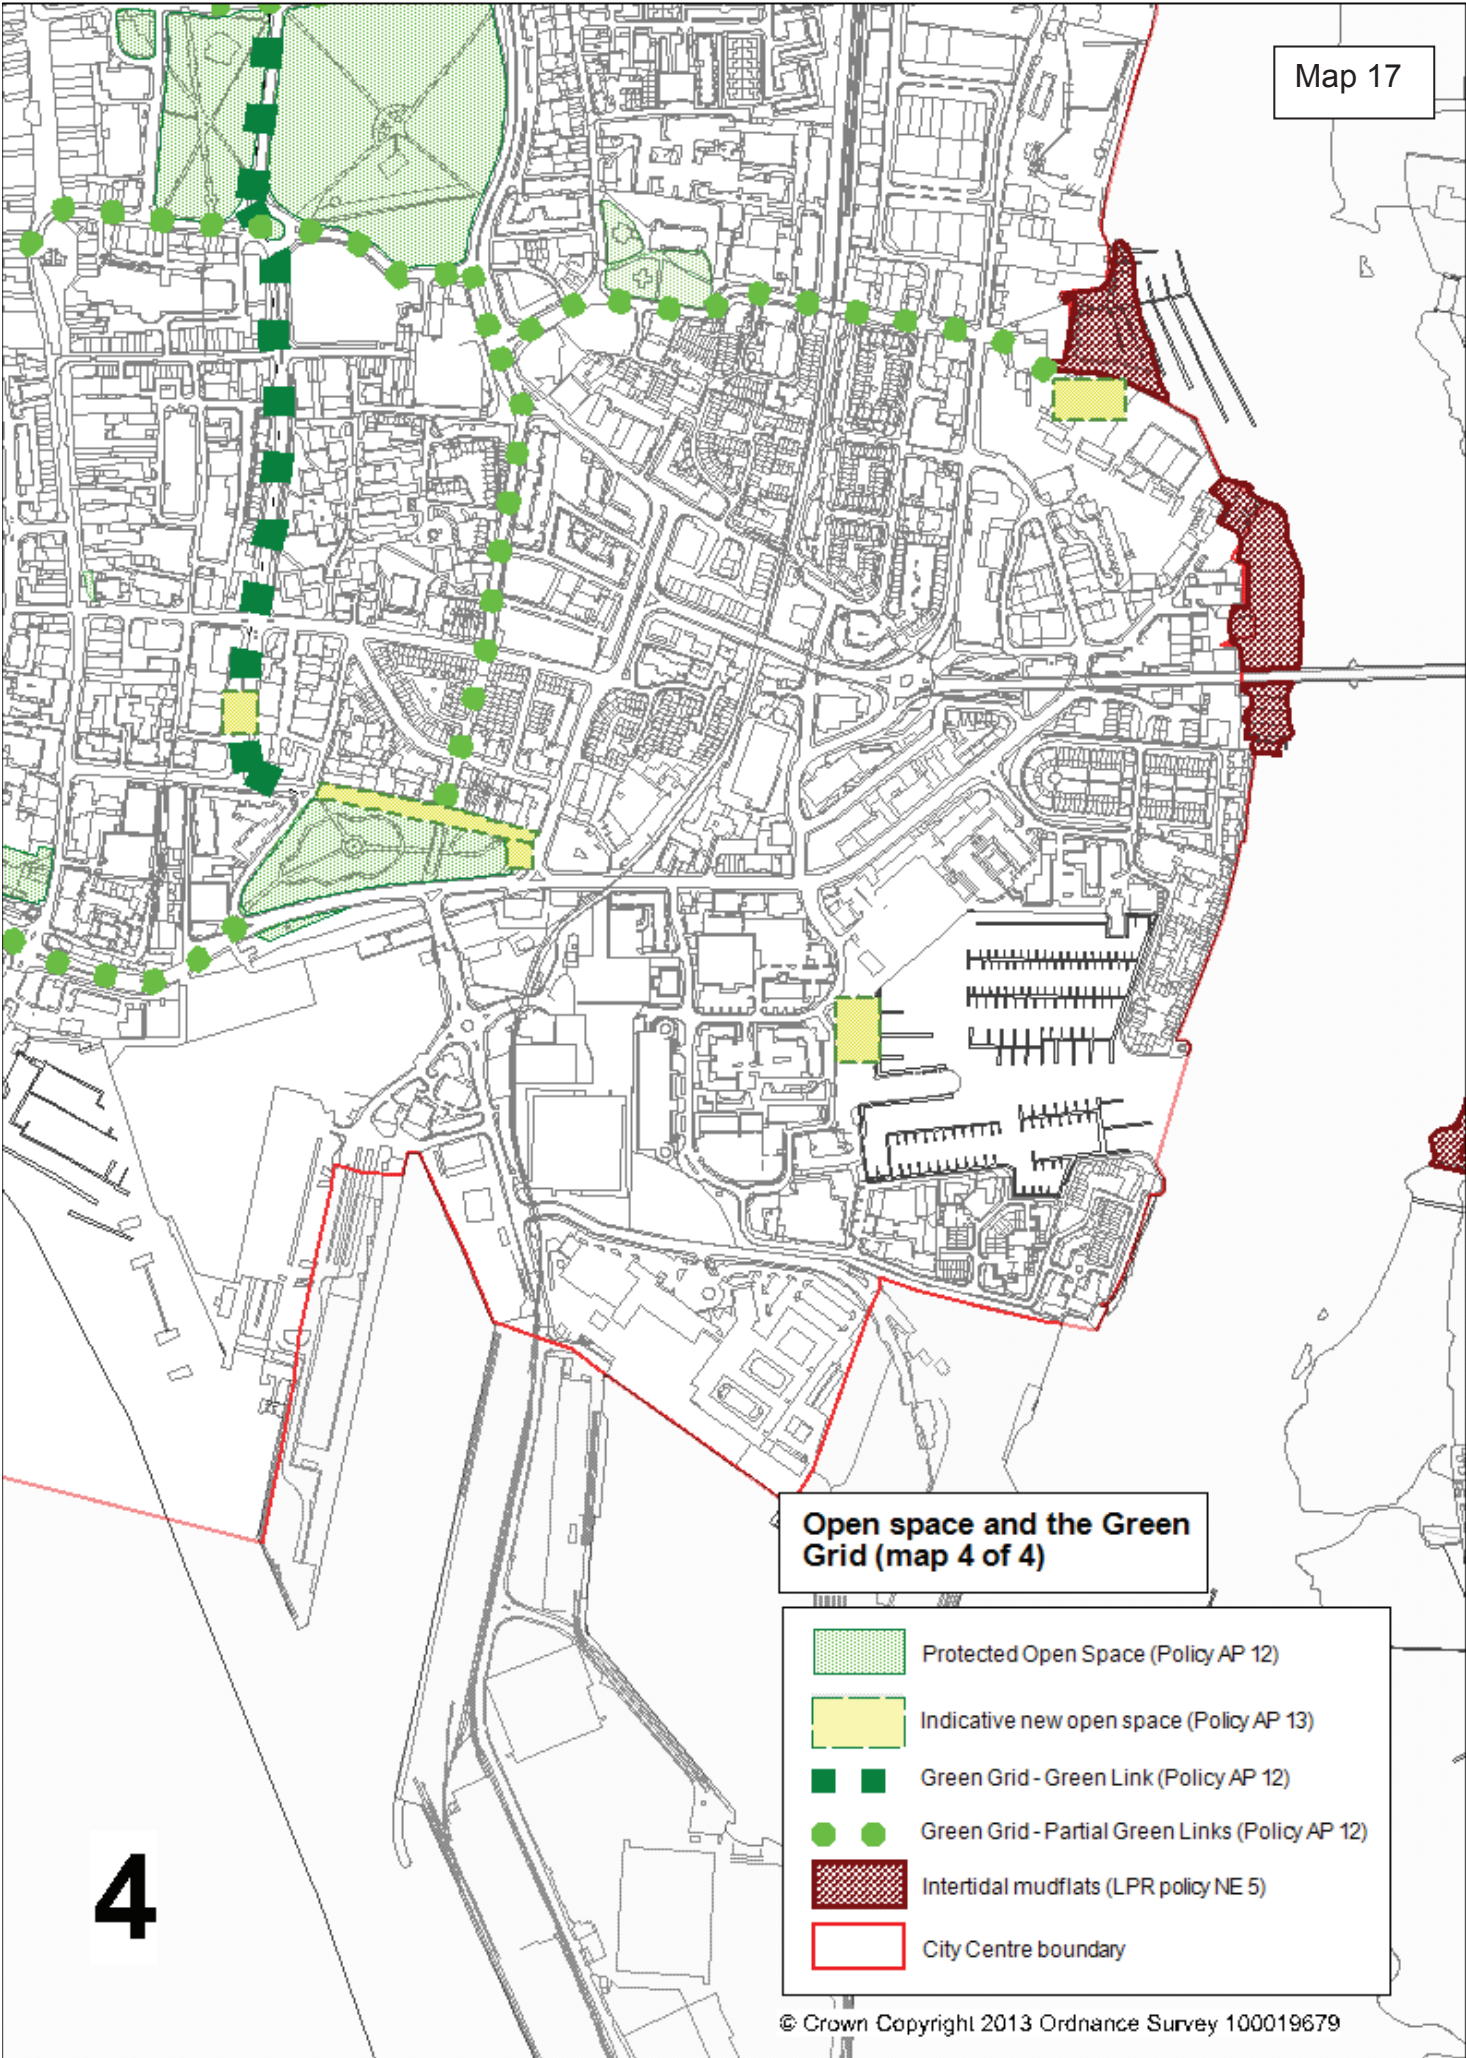 Map 17
Open space and the Green
Grid (map 4 of 4)
Protected Open Space (Policy AP 12)
Indicative new open space (Policy AP 13)
Green Grid - Green Link (Policy AP 12)
Green Grid - Partial Green Links (Policy AP 12)
Intertidal mudflats (LPR policy NE 5)
City Centre boundary
4
© Crown Copyright 2013 Ordnance Survey 100019679